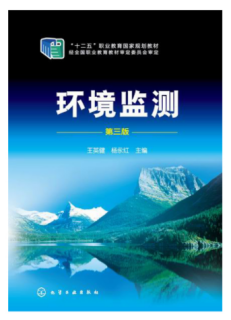 "十二五"职业教育国家规划教材
经全国职业教育教材审定委员会审定
环境监测
第三版
王英健 杨永红 主编
化学工业出版社